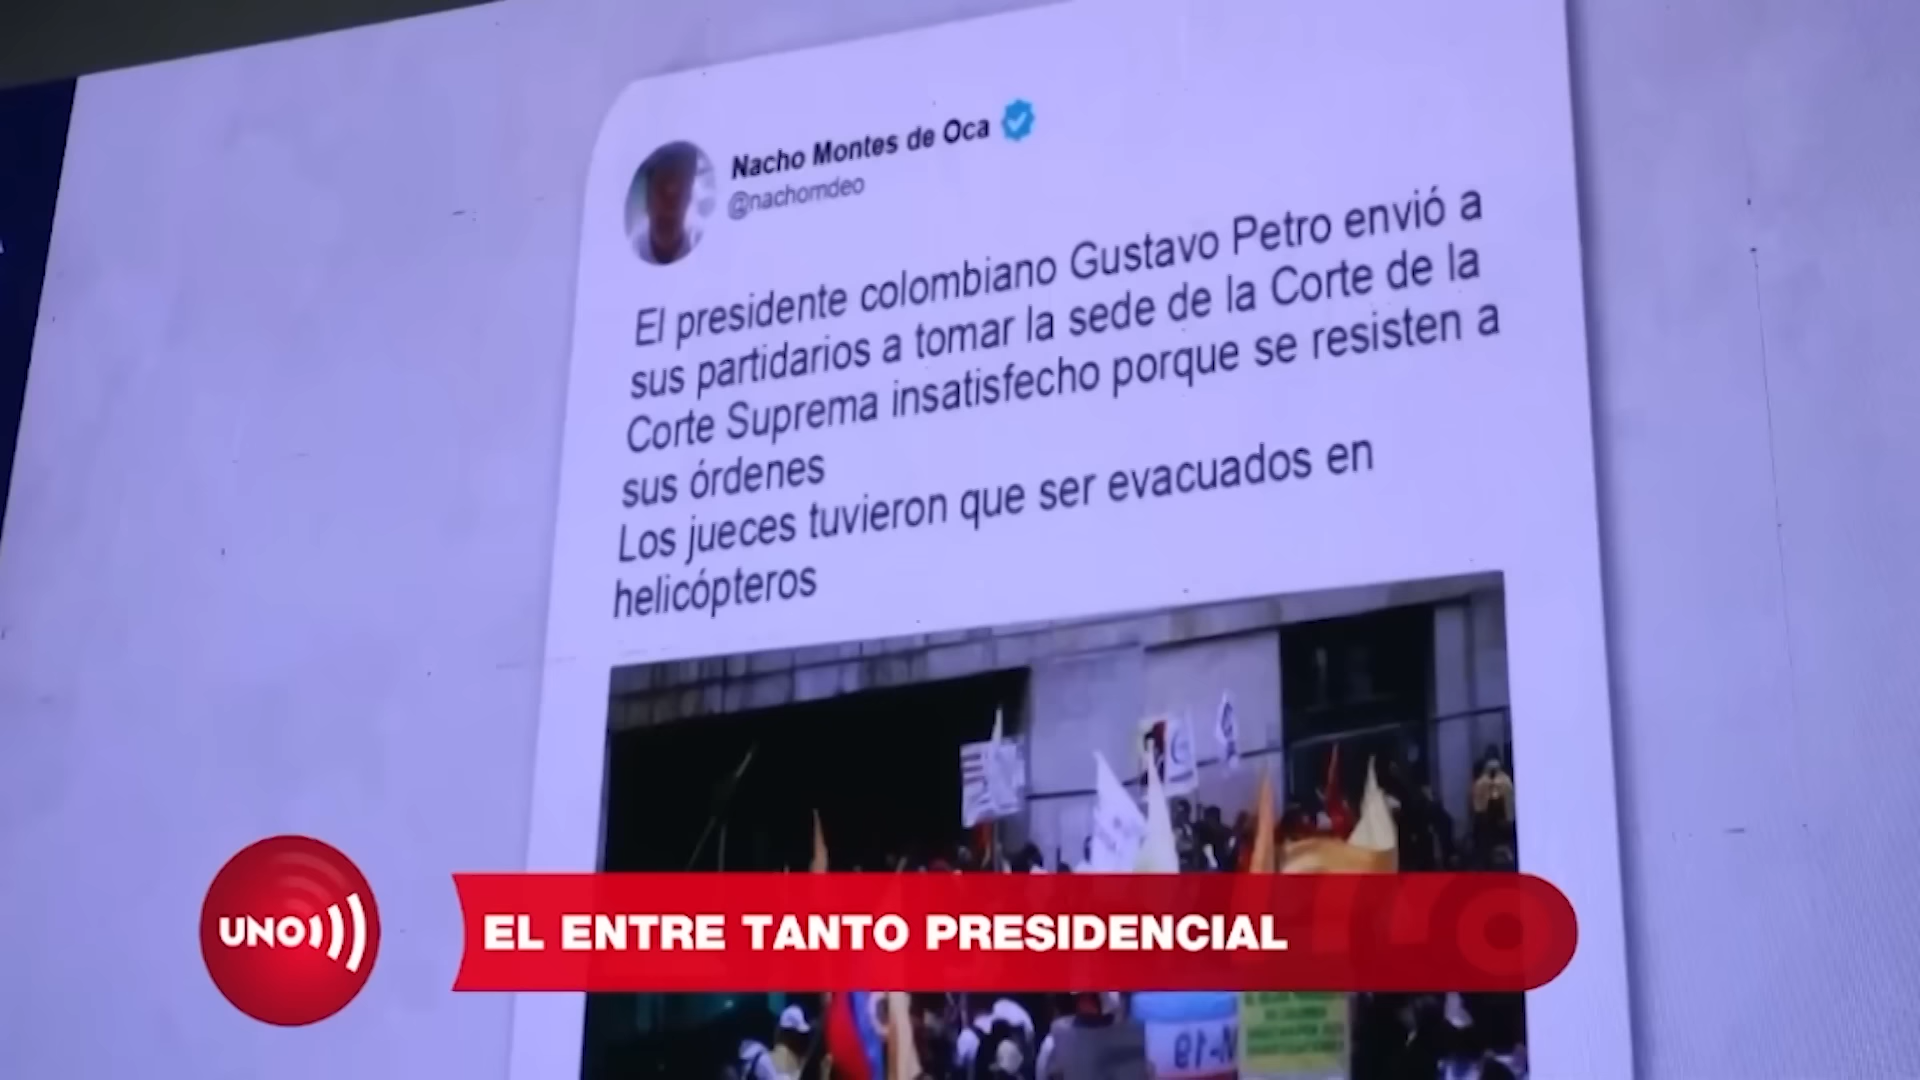 Nacho Montes de Oca
@nachomdeo
El presidente colombiano Gustavo Petro envió a
sus partidarios a tomar la sede de la Corte de la
Corte Suprema insatisfecho porque se resisten a
sus órdenes
Los jueces tuvieron que ser evacuados en
helicópteros
UNO
EL ENTRE TANTO PRESIDENCIAL
M-19